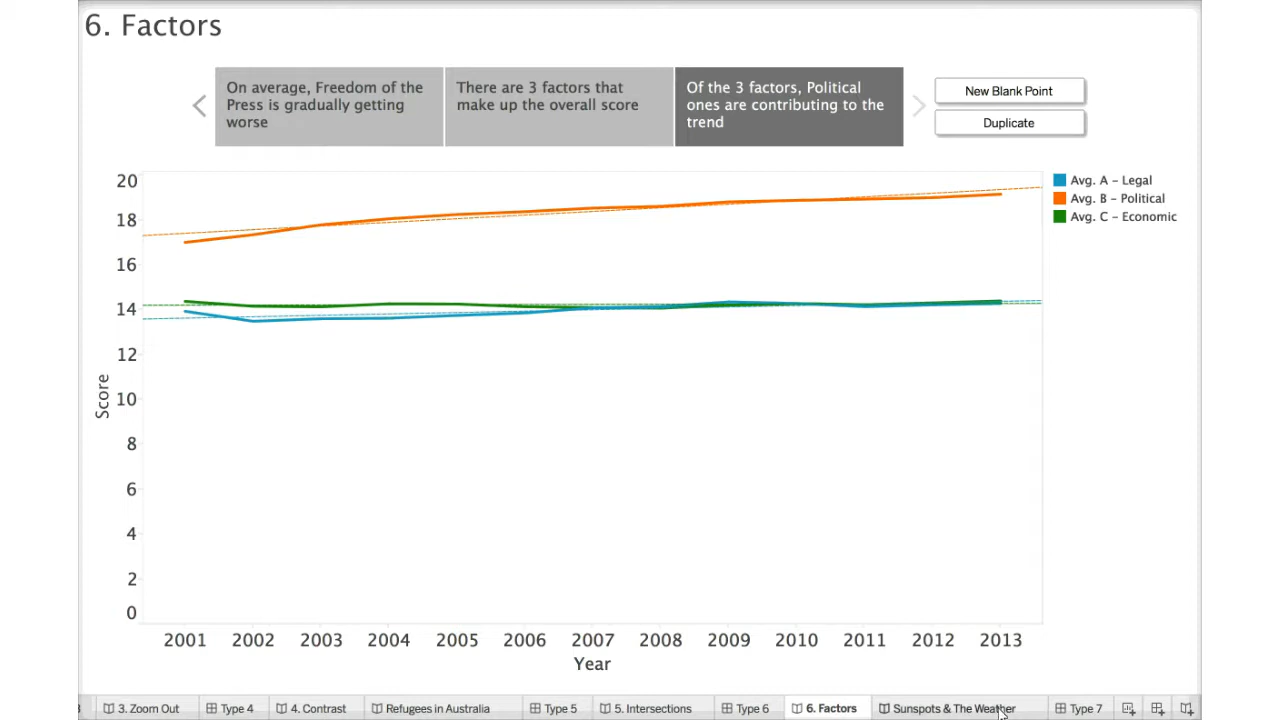 6. Factors
On average, Freedom of the
Press is gradually getting
worse
There are 3 factors that
make up the overall score
Of the 3 factors, Political
ones are contributing to the
trend
New Blank Point
Duplicate
Avg. A – Legal
Avg. B – Political
Avg. C – Economic
20
18
16
14
12
10
8
6
4
2
0
Score
2001 2002 2003 2004 2005 2006 2007 2008 2009 2010 2011 2012 2013
Year
3. Zoom Out Type 4 4. Contrast Refugees in Australia Type 5 5. Intersections Type 6 6. Factors Sunspots & The Weather Type 7